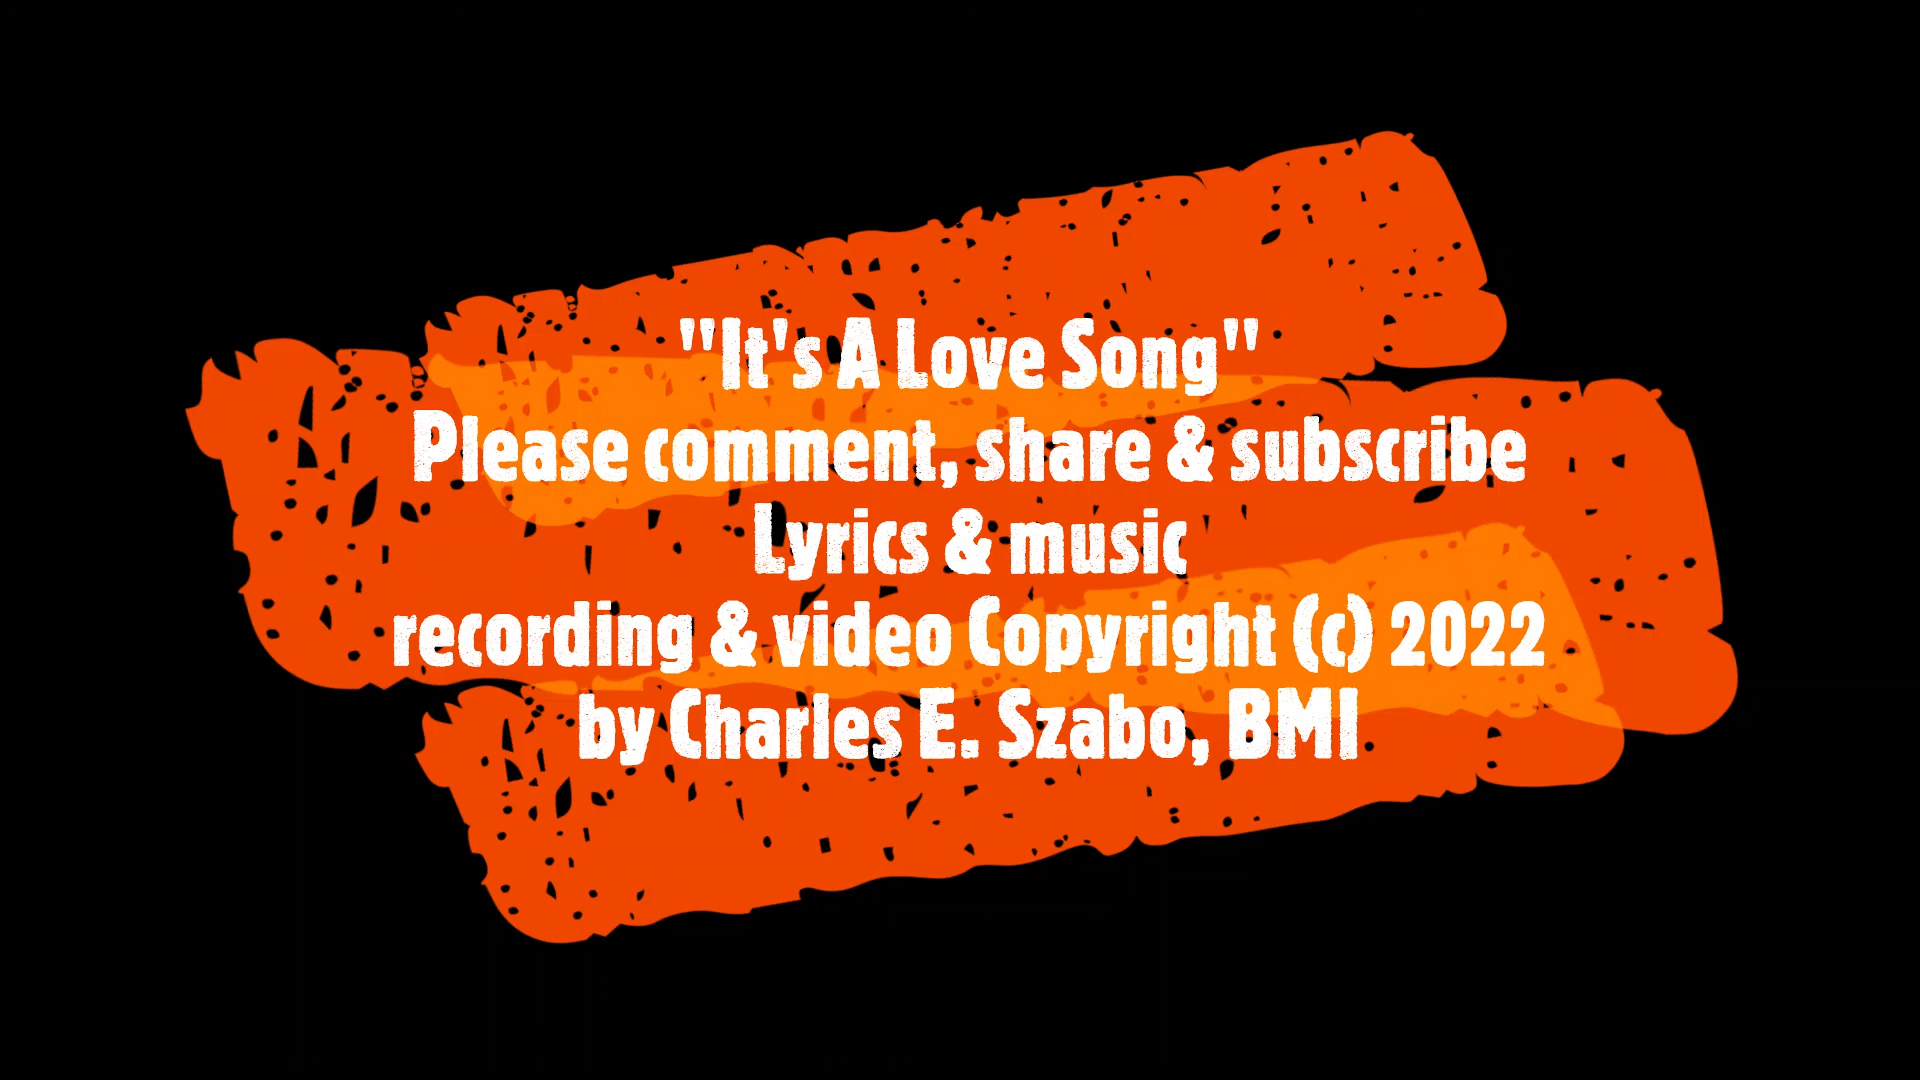 "It's A Love Song"
Please comment, share & subscribe
Lyrics & music
recording & video Copyright (c) 2022
by Charles E. Szabo, BMI